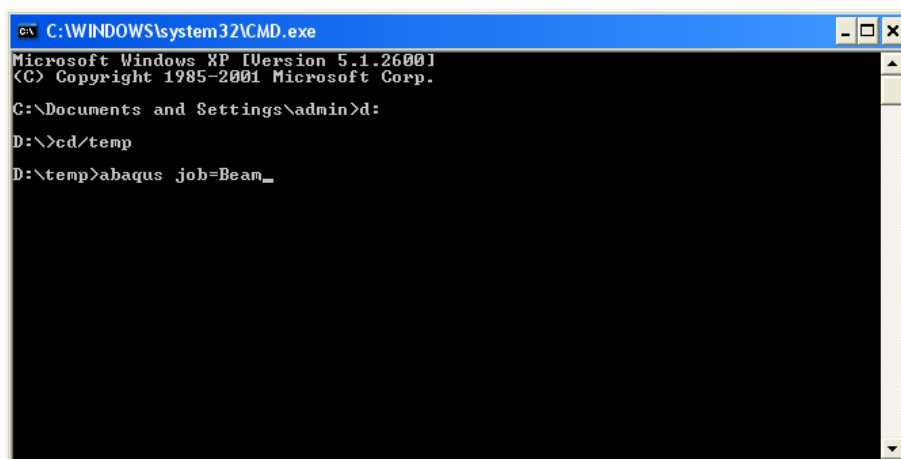 C:\WINDOWS\system32\CMD.exe
Microsoft Windows XP [Version 5.1.2600]
(C) Copyright 1985-2001 Microsoft Corp.
C:\Documents and Settings\admin>d:
D:\>cd/temp
D:\temp>abaqus job=Beam_